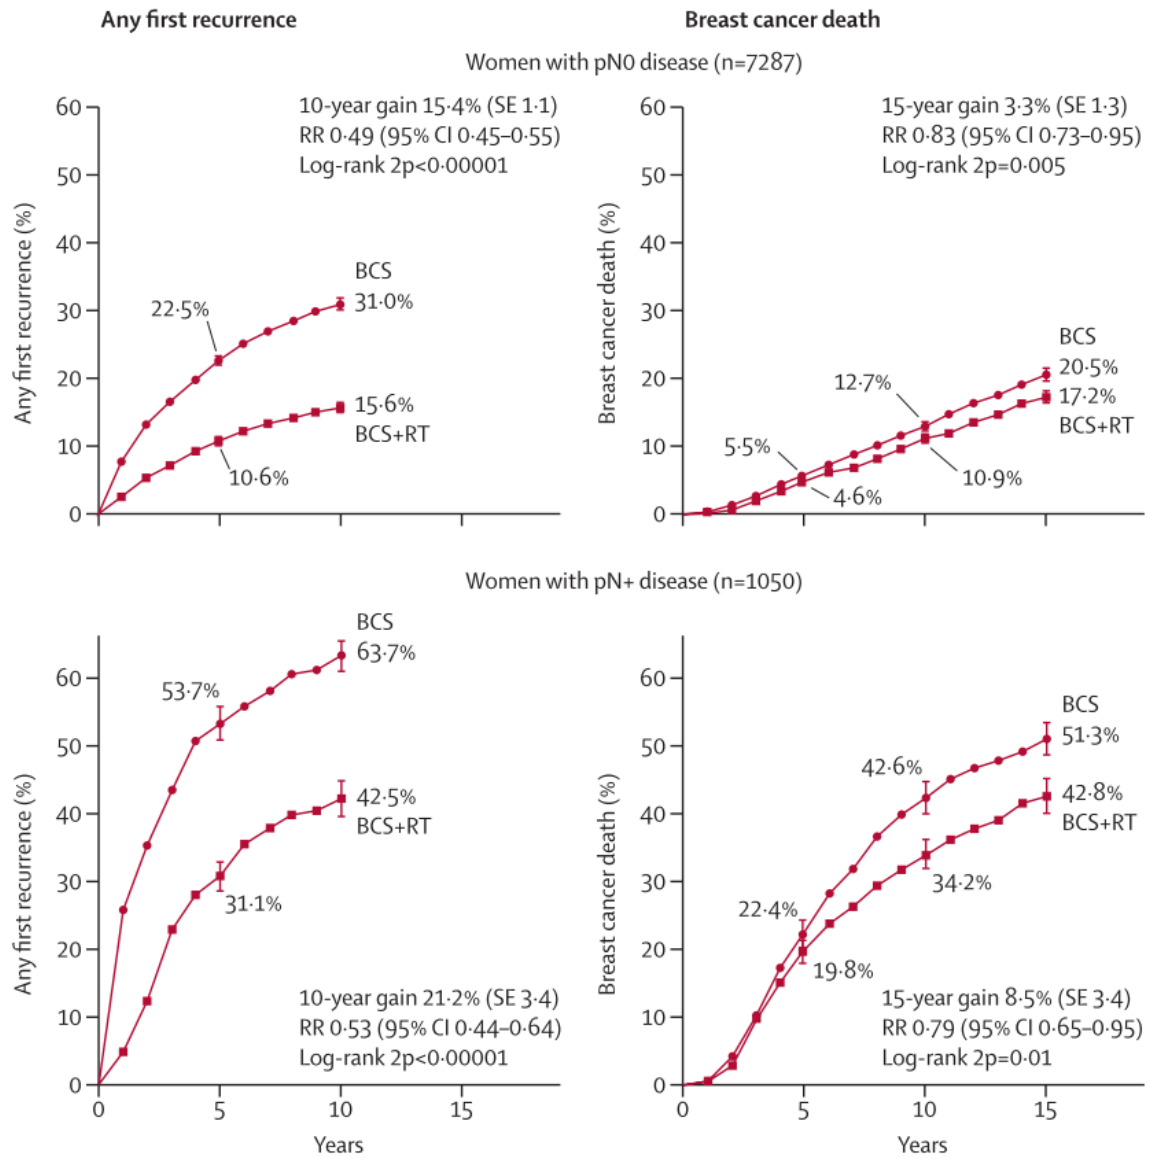 Any first recurrence
Breast cancer death
Women with pN0 disease (n=7287)
Any first recurrence (%)
60
50
40
30
20
10
0
10-year gain 15·4% (SE 1·1)
RR 0·49 (95% CI 0·45–0·55)
Log-rank 2p<0·00001
BCS
31·0%
22·5%
15·6%
BCS+RT
10·6%
Breast cancer death (%)
60
50
40
30
20
10
0
15-year gain 3·3% (SE 1·3)
RR 0·83 (95% CI 0·73–0·95)
Log-rank 2p=0·005
BCS
20·5%
17·2%
BCS+RT
12·7%
5·5%
4·6%
10·9%
Women with pN+ disease (n=1050)
Any first recurrence (%)
60
50
40
30
20
10
0
BCS
63·7%
53·7%
42·5%
BCS+RT
31·1%
10-year gain 21·2% (SE 3·4)
RR 0·53 (95% CI 0·44–0·64)
Log-rank 2p<0·00001
0 5 10 15
Years
Breast cancer death (%)
60
50
40
30
20
10
0
BCS
51·3%
42·6%
42·8%
BCS+RT
34·2%
22·4%
19·8%
15-year gain 8·5% (SE 3·4)
RR 0·79 (95% CI 0·65–0·95)
Log-rank 2p=0·01
0 5 10 15
Years